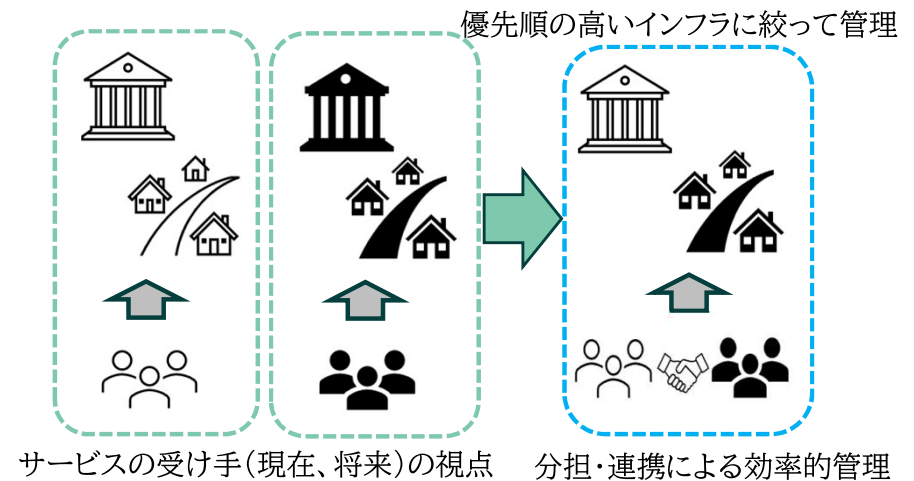 優先順の高いインフラに絞って管理
サービスの受け手（現在、将来）の視点
分担・連携による効率的管理